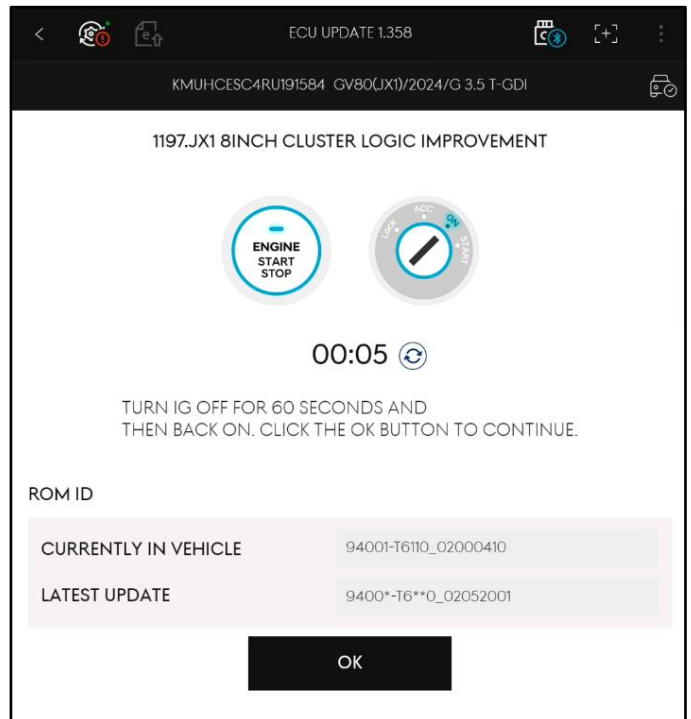 ECU UPDATE 1.358
KMUHCESC4RU191584 GV80(JX1)/2024/G 3.5 T-GDI
1197.JX1 8INCH CLUSTER LOGIC IMPROVEMENT
ENGINE
START
STOP
Lock
ACC
ON
START
00:05
TURN IG OFF FOR 60 SECONDS AND
THEN BACK ON. CLICK THE OK BUTTON TO CONTINUE.
ROM ID
CURRENTLY IN VEHICLE 94001-T6110_02000410
LATEST UPDATE 9400*-T6**0_02052001
OK